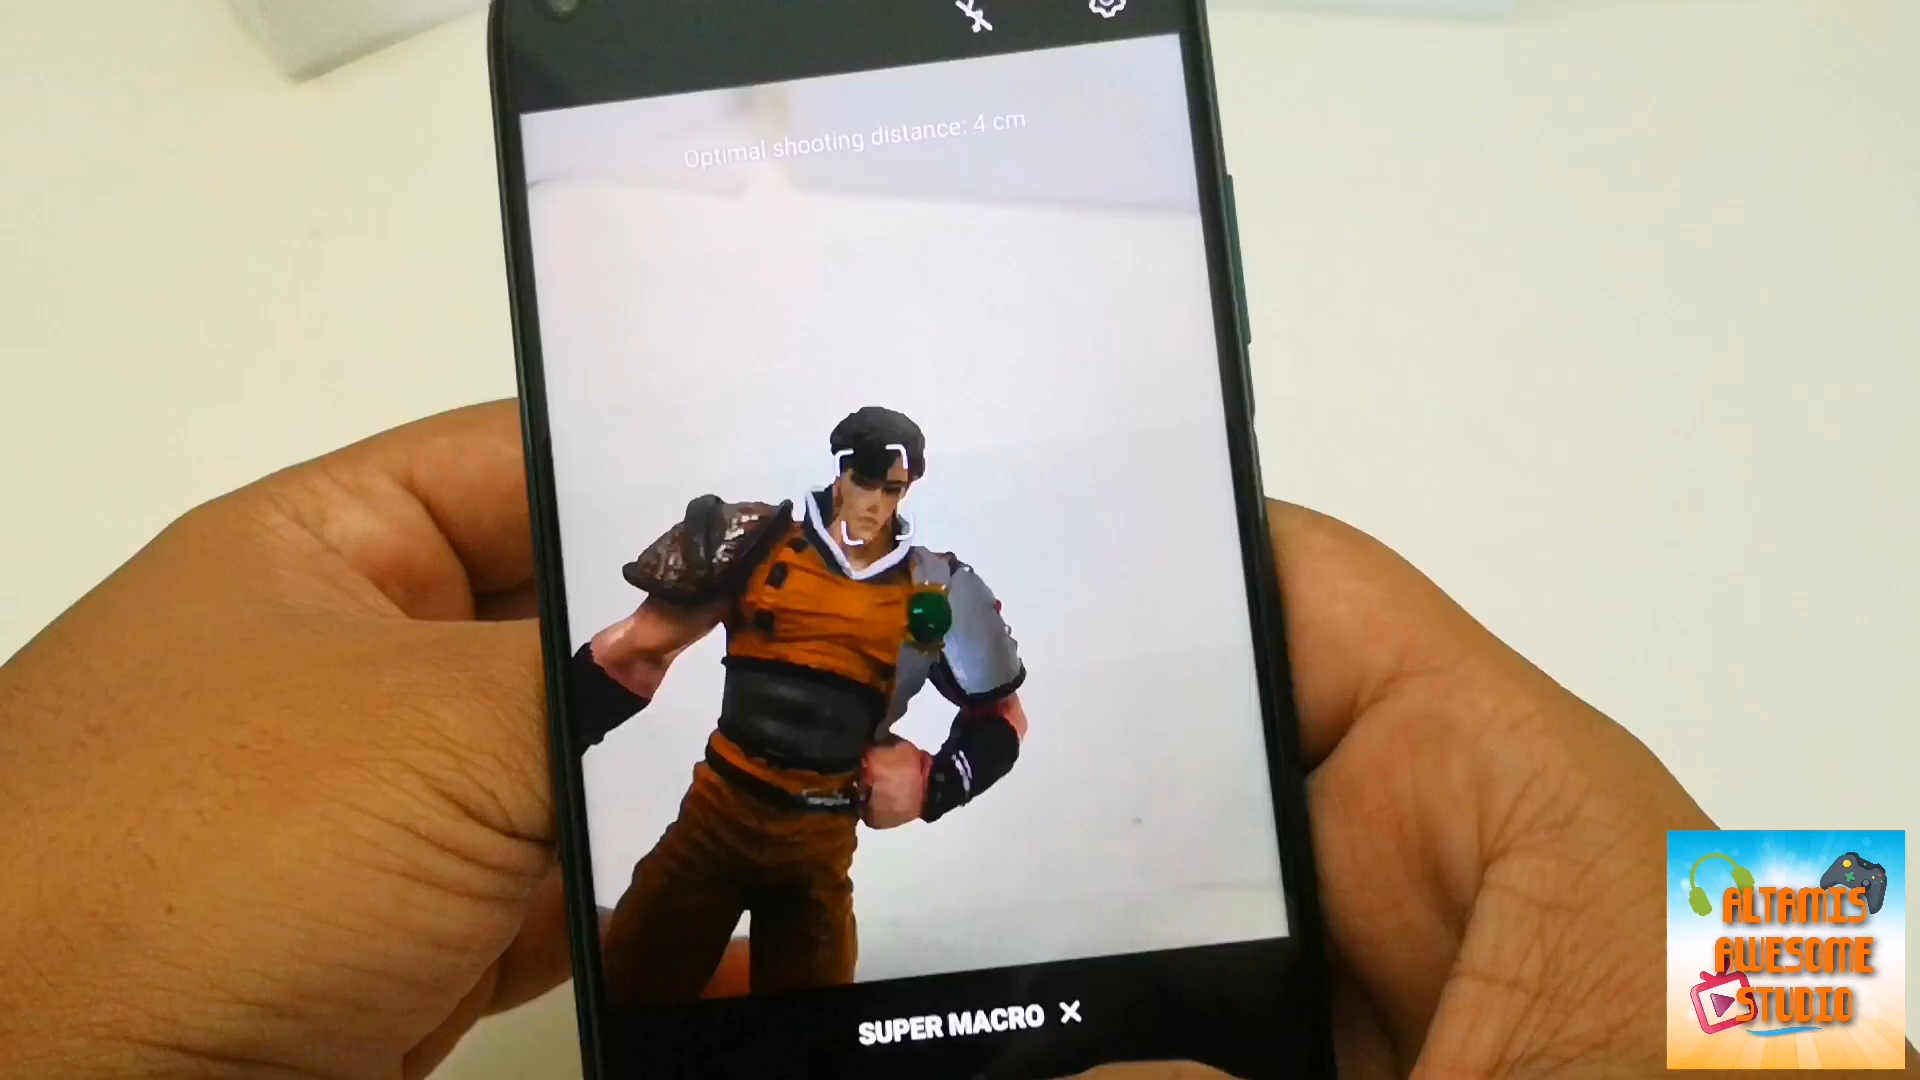 Optimal shooting distance: 4 cm
SUPER MACRO X
ALTAMIS
AWESOME
STUDIO